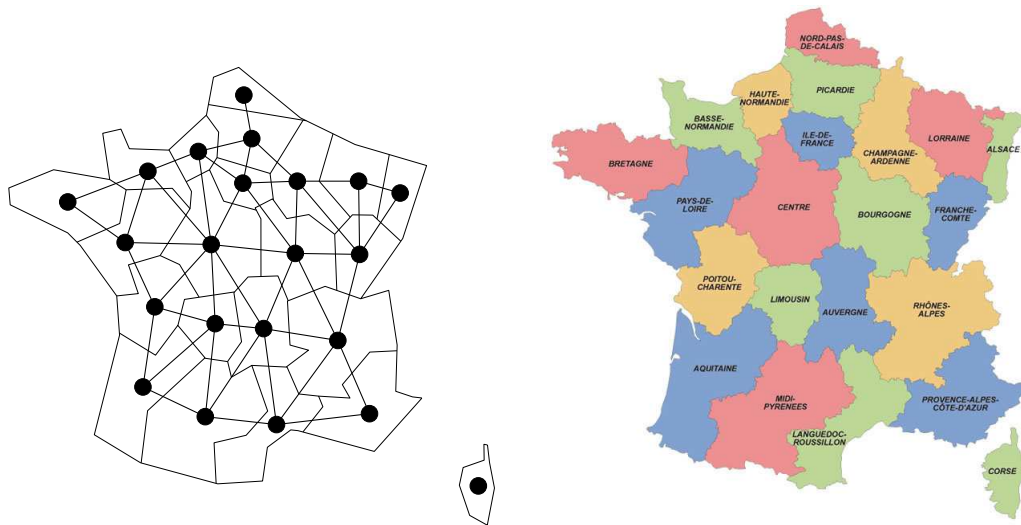 NORD-PAS-
DE-CALAIS
PICARDIE
HAUTE-
NORMANDIE
BASSE-
NORMANDIE
ILE-DE-
FRANCE
CHAMPAGNE-
ARDENNE
LORRAINE
ALSACE
BRETAGNE
PAYS-DE-
LOIRE
CENTRE
BOURGOGNE
FRANCHE-
COMTE
POITOU-
CHARENTE
LIMOUSIN
AUVERGNE
RHÔNES-
ALPES
AQUITAINE
MIDI-
PYRENEES
LANGUEDOC-
ROUSSILLON
PROVENCE-ALPES-
CÔTE-D'AZUR
CORSE